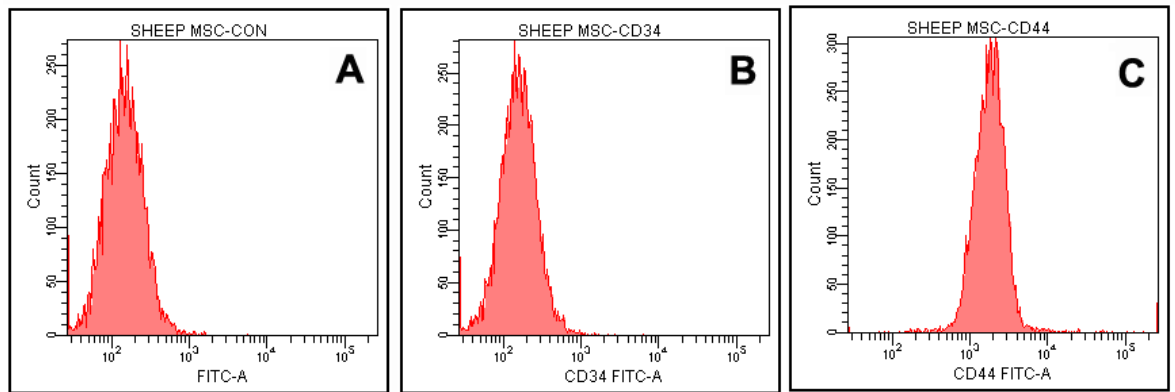 SHEEP MSC-CON
A
Count
0 50 100 150 200 250
10² 10³ 10⁴ 10⁵
FITC-A
SHEEP MSC-CD34
B
Count
0 50 100 150 200 250
10² 10³ 10⁴ 10⁵
CD34 FITC-A
SHEEP MSC-CD44
C
Count
0 50 100 150 200 250 300
10² 10³ 10⁴ 10⁵
CD44 FITC-A